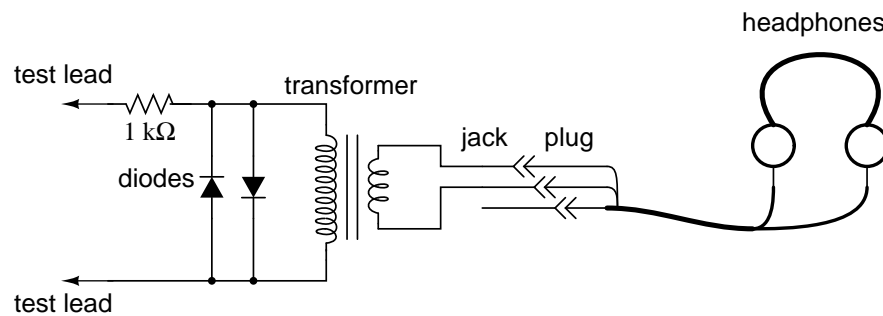 headphones
test lead
transformer
1 kΩ
jack
plug
diodes
test lead